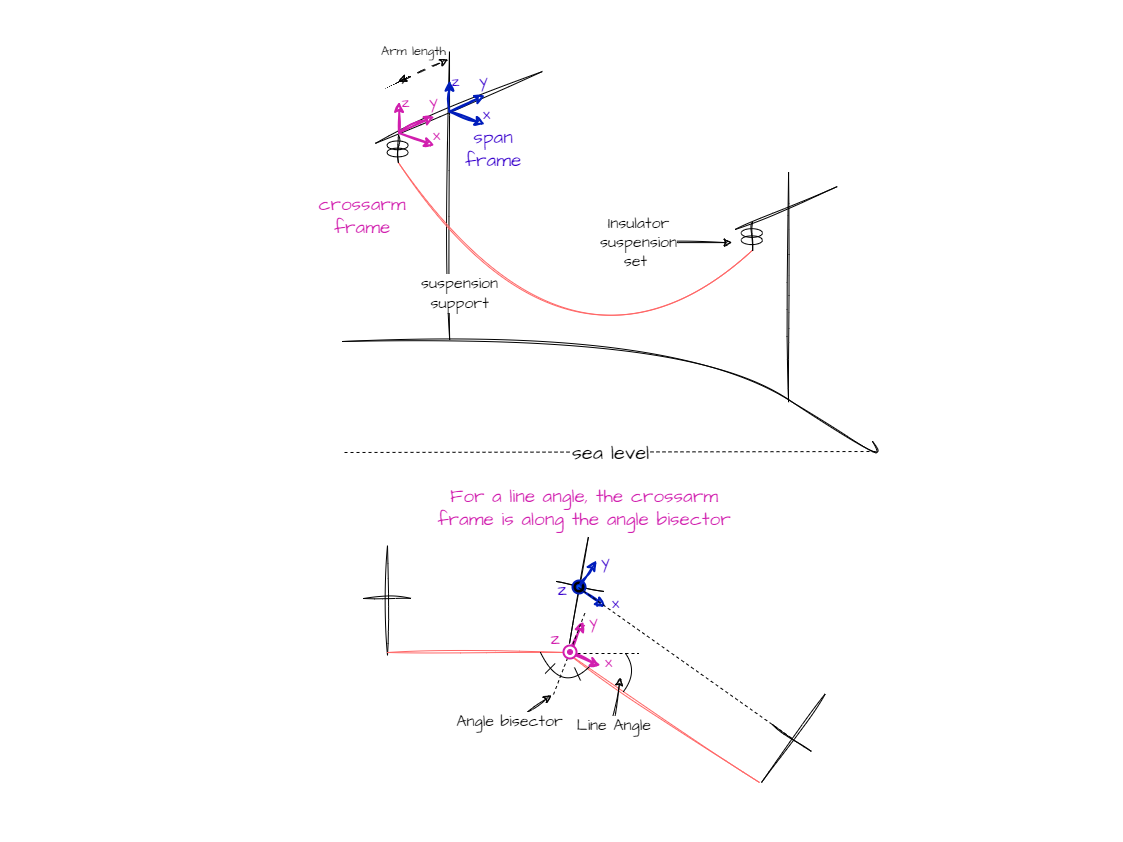 Arm length
z
y
x
z
y
x
span
frame
crossarm
frame
Insulator
suspension
set
suspension
support
sea level
For a line angle, the crossarm
frame is along the angle bisector
y
z
x
y
z
x
Angle bisector
Line Angle